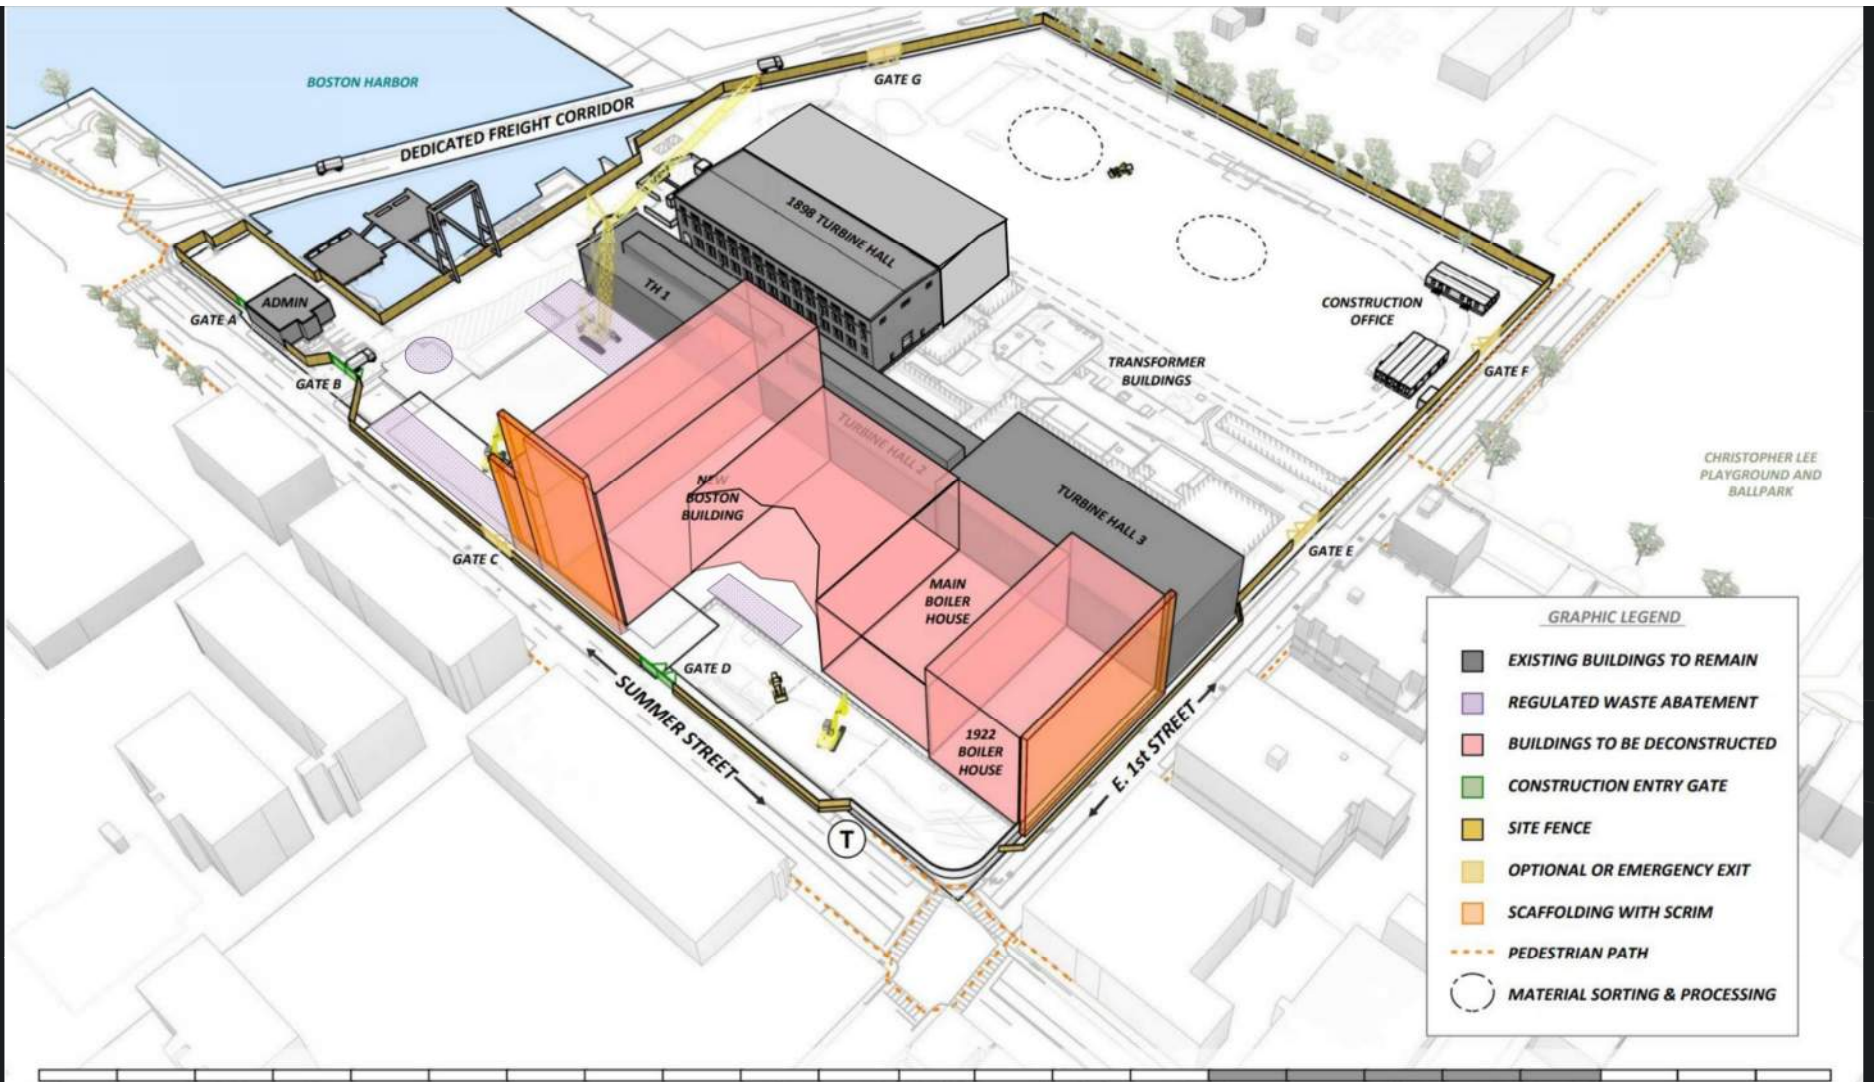 BOSTON HARBOR
DEDICATED FREIGHT CORRIDOR
GATE G
1898 TURBINE HALL
TH 1
ADMIN
GATE A
GATE B
CONSTRUCTION
OFFICE
TRANSFORMER
BUILDINGS
GATE F
TURBINE HALL 2
TURBINE HALL 3
NEW
BOSTON
BUILDING
CHRISTOPHER LEE
PLAYGROUND AND
BALLPARK
GATE C
GATE E
MAIN
BOILER
HOUSE
GATE D
SUMMER STREET
1922
BOILER
HOUSE
E. 1st STREET
T
GRAPHIC LEGEND
EXISTING BUILDINGS TO REMAIN
REGULATED WASTE ABATEMENT
BUILDINGS TO BE DECONSTRUCTED
CONSTRUCTION ENTRY GATE
SITE FENCE
OPTIONAL OR EMERGENCY EXIT
SCAFFOLDING WITH SCRIM
PEDESTRIAN PATH
MATERIAL SORTING & PROCESSING